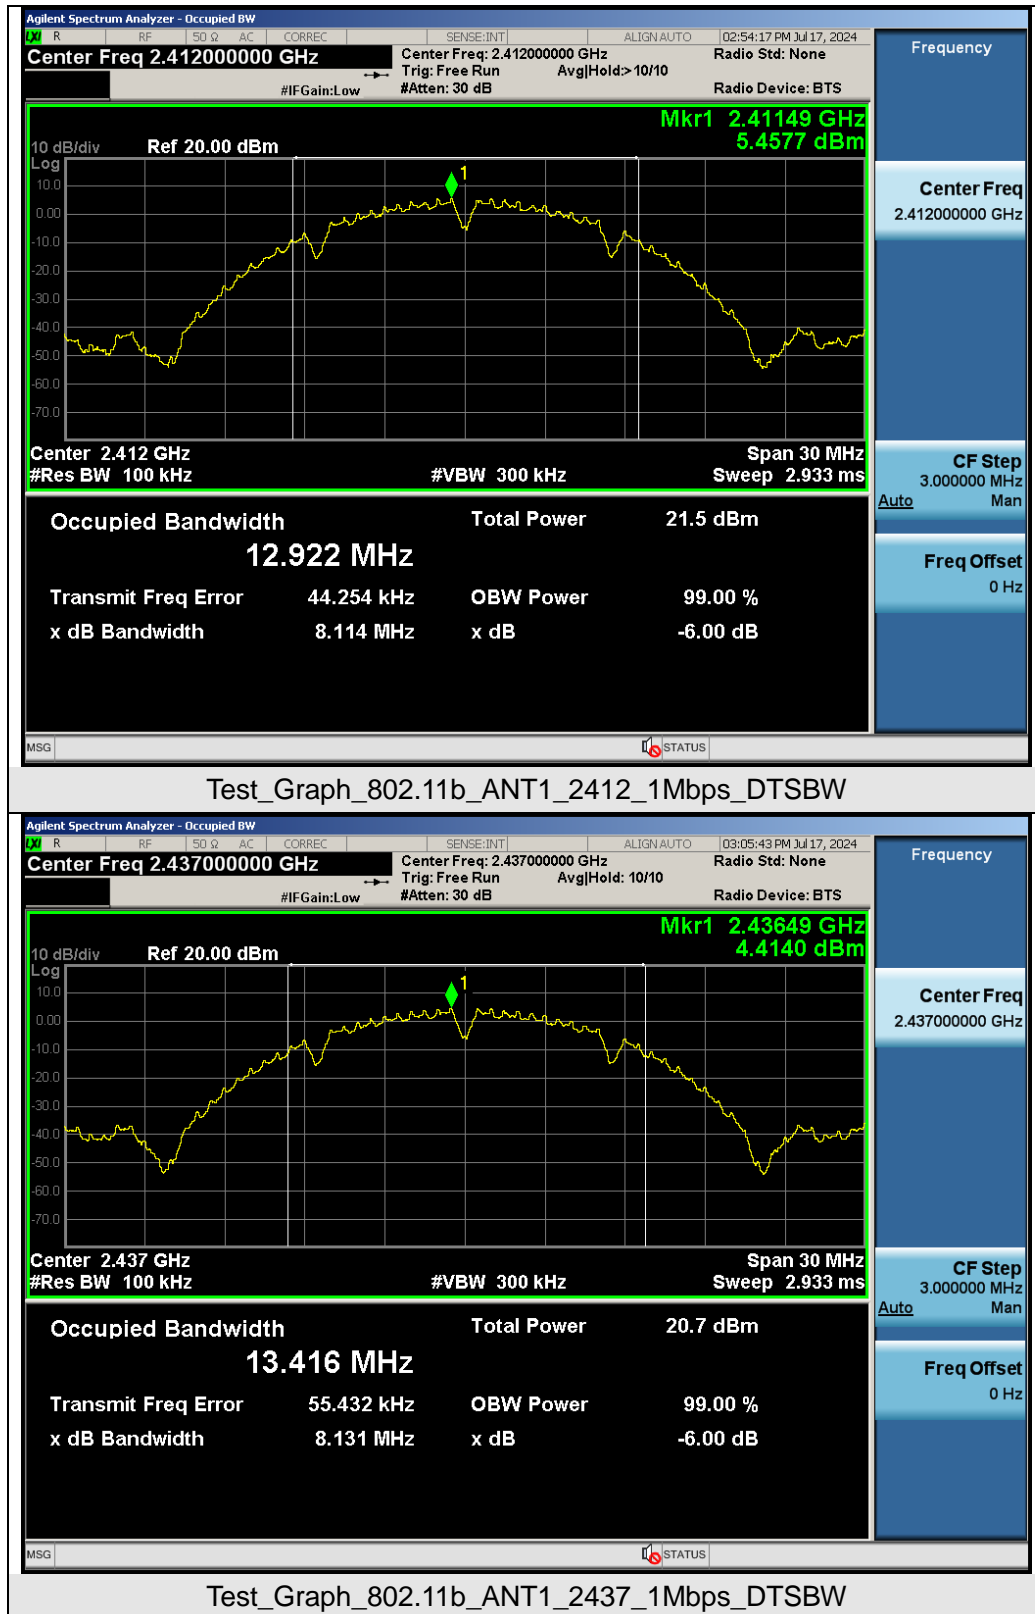 Agilent Spectrum Analyzer - Occupied BW
LXI R RF 50 Ω AC CORREC SENSE:INT ALIGN AUTO 02:54:17 PM Jul 17, 2024
Center Freq 2.412000000 GHz
Center Freq: 2.412000000 GHz Radio Std: None
Trig: Free Run Avg|Hold:>10/10
#IFGain:Low #Atten: 30 dB Radio Device: BTS
Frequency
Mkr1 2.41149 GHz
5.4577 dBm
10 dB/div Ref 20.00 dBm
Log
1
10.0
0.00
-10.0
-20.0
-30.0
-40.0
-50.0
-60.0
-70.0
Center 2.412 GHz Span 30 MHz
#Res BW 100 kHz #VBW 300 kHz Sweep 2.933 ms
Center Freq
2.412000000 GHz
CF Step
3.000000 MHz
Auto Man
Freq Offset
0 Hz
Occupied Bandwidth Total Power 21.5 dBm
12.922 MHz
Transmit Freq Error 44.254 kHz OBW Power 99.00 %
x dB Bandwidth 8.114 MHz x dB -6.00 dB
MSG STATUS
Test_Graph_802.11b_ANT1_2412_1Mbps_DTSBW
Agilent Spectrum Analyzer - Occupied BW
LXI R RF 50 Ω AC CORREC SENSE:INT ALIGN AUTO 03:05:43 PM Jul 17, 2024
Center Freq 2.437000000 GHz
Center Freq: 2.437000000 GHz Radio Std: None
Trig: Free Run Avg|Hold: 10/10
#IFGain:Low #Atten: 30 dB Radio Device: BTS
Frequency
Mkr1 2.43649 GHz
4.4140 dBm
10 dB/div Ref 20.00 dBm
Log
1
10.0
0.00
-10.0
-20.0
-30.0
-40.0
-50.0
-60.0
-70.0
Center 2.437 GHz Span 30 MHz
#Res BW 100 kHz #VBW 300 kHz Sweep 2.933 ms
Center Freq
2.437000000 GHz
CF Step
3.000000 MHz
Auto Man
Freq Offset
0 Hz
Occupied Bandwidth Total Power 20.7 dBm
13.416 MHz
Transmit Freq Error 55.432 kHz OBW Power 99.00 %
x dB Bandwidth 8.131 MHz x dB -6.00 dB
MSG STATUS
Test_Graph_802.11b_ANT1_2437_1Mbps_DTSBW